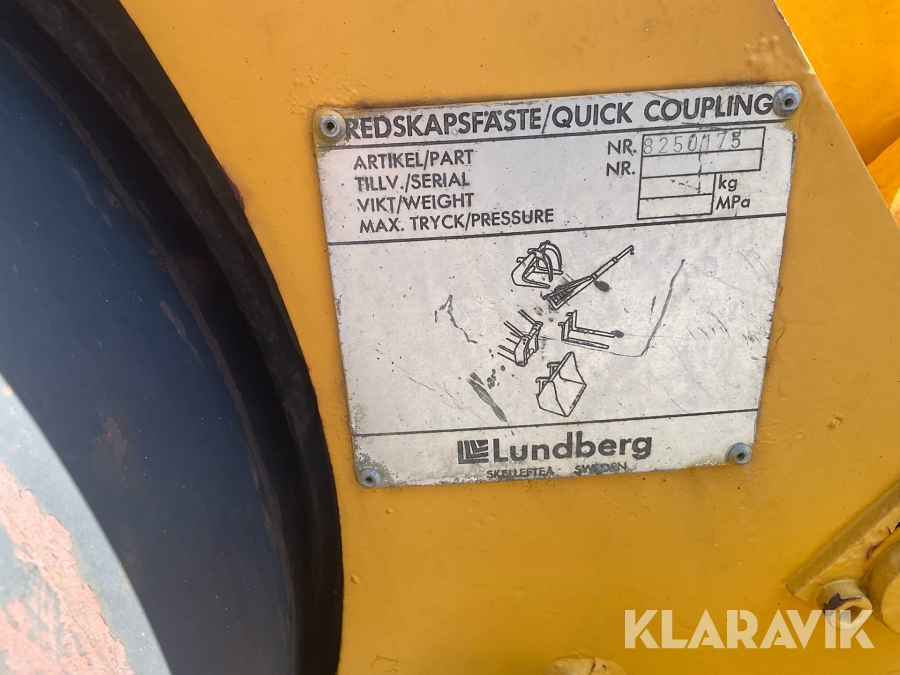 REDSKAPSFÄSTE/QUICK COUPLING
ARTIKEL/PART NR. 8250175
TILLV./SERIAL NR.
VIKT/WEIGHT kg
MAX. TRYCK/PRESSURE MPa
Lundberg
SKELLEFTEÅ SWEDEN
KLARAVIK